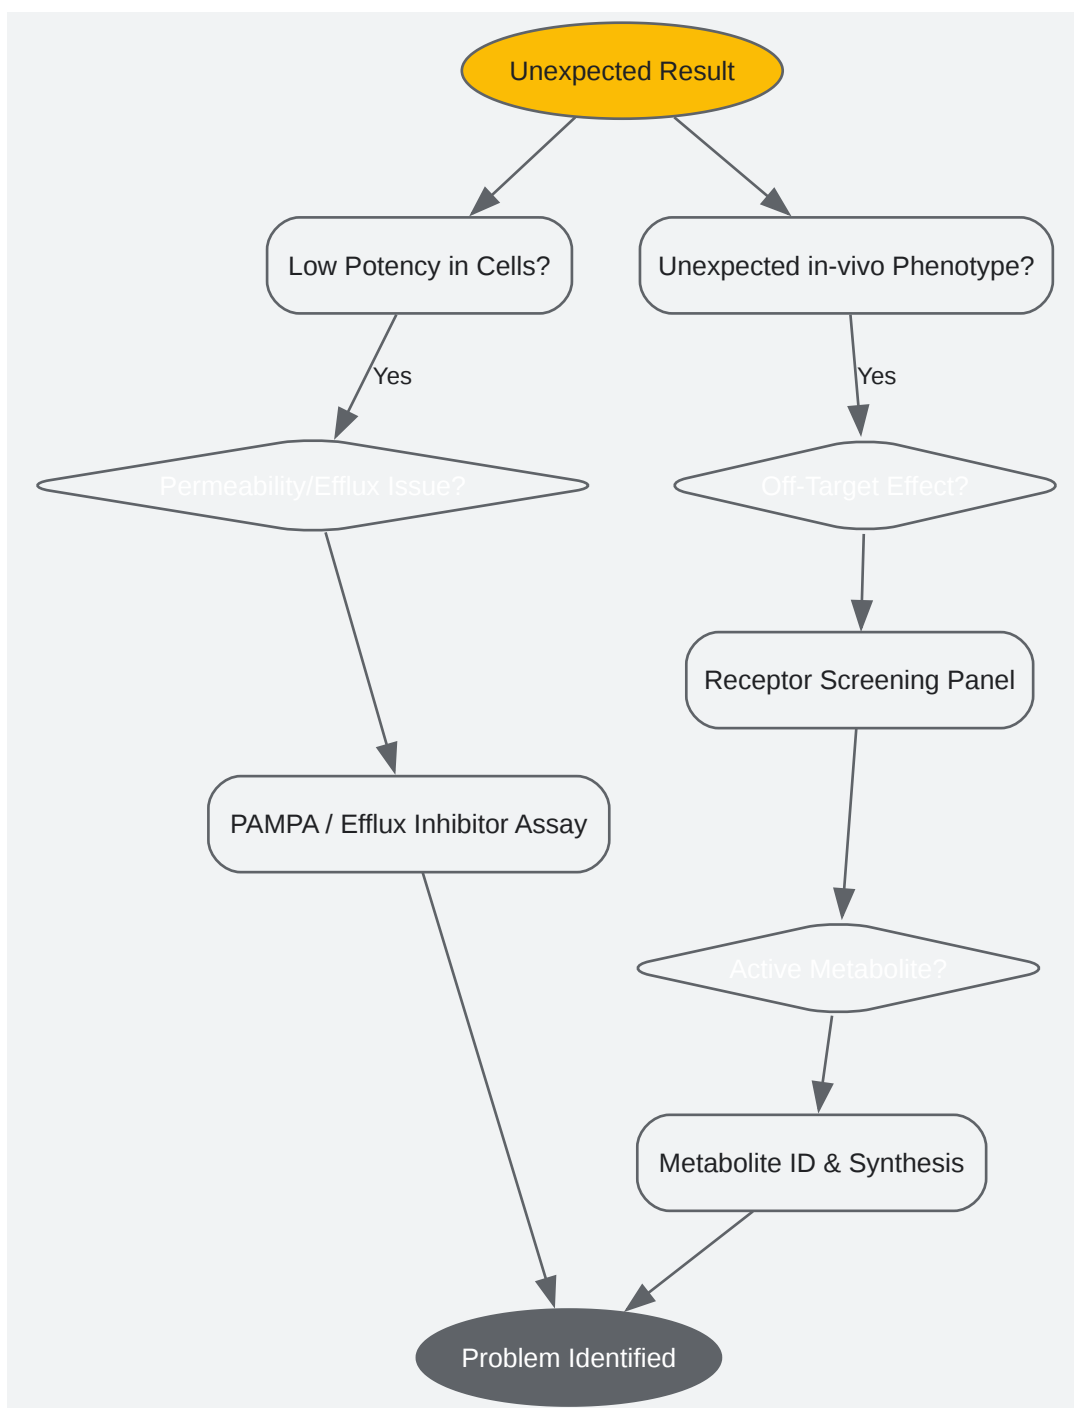 Unexpected Result
Low Potency in Cells?
Unexpected in-vivo Phenotype?
Yes
Yes
Permeability/Efflux Issue?
Off-Target Effect?
Receptor Screening Panel
PAMPA / Efflux Inhibitor Assay
Active Metabolite?
Metabolite ID & Synthesis
Problem Identified